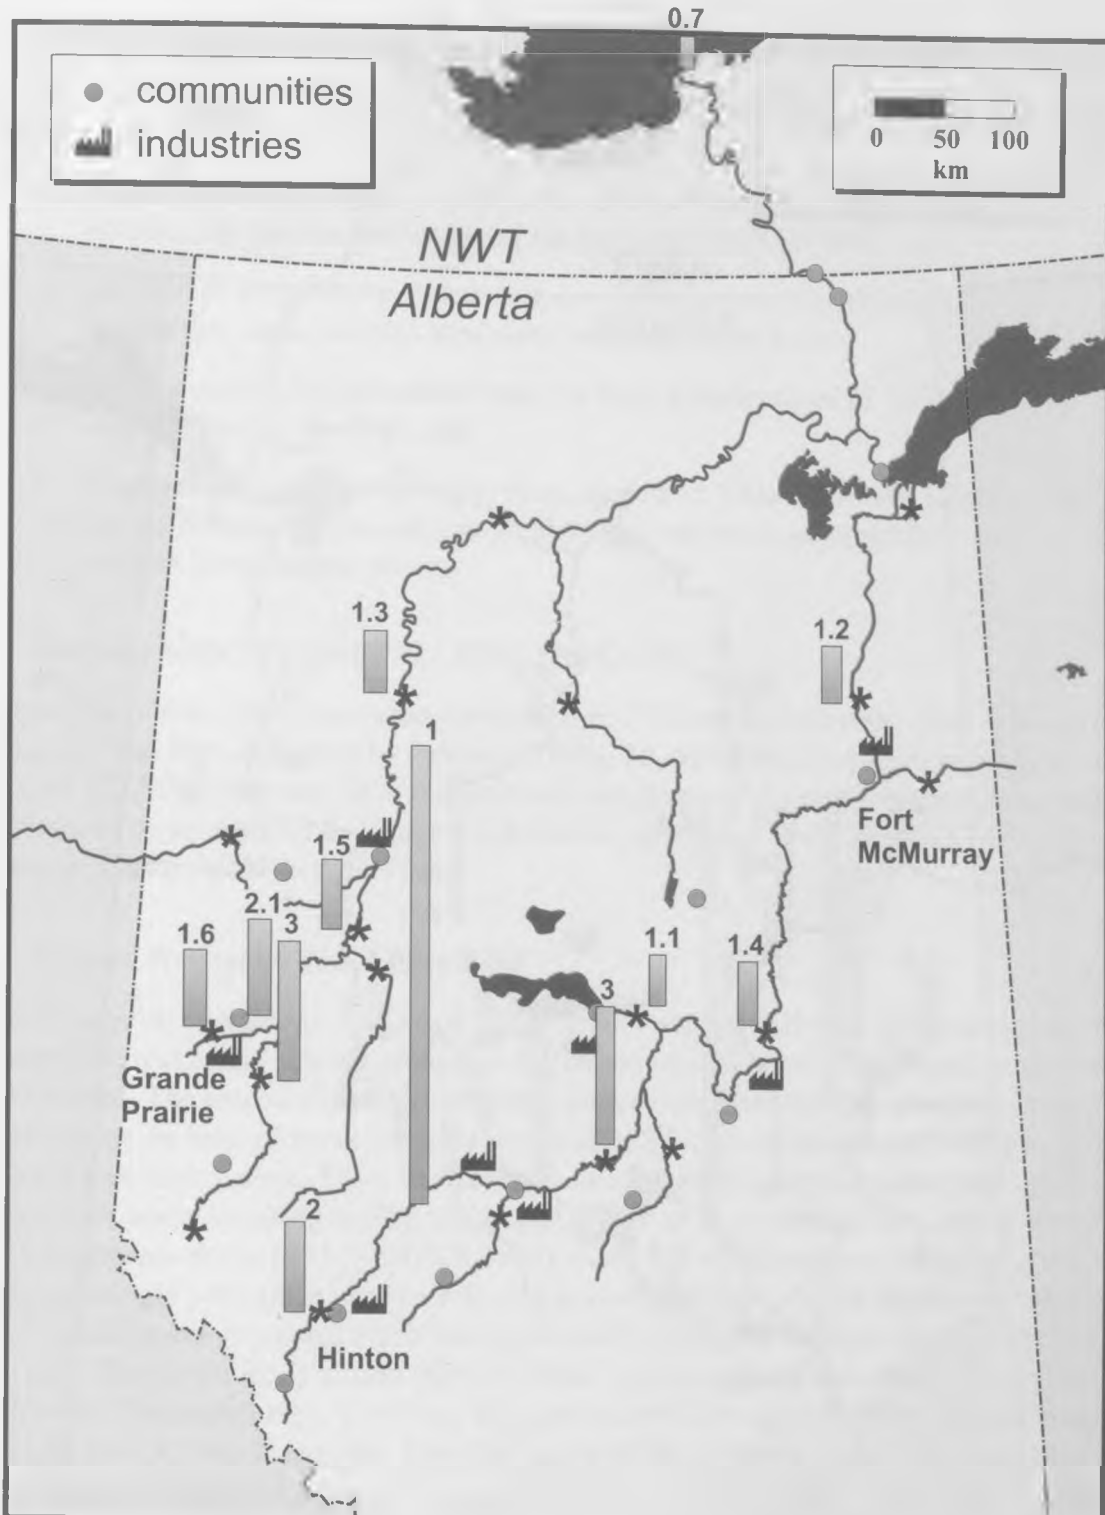 0.7
communities
industries
0 50 100
km
NWT
Alberta
1.3
1.2
1
Fort
McMurray
1.5
2.1
3
1.6
1.1
1.4
3
Grande
Prairie
2
Hinton